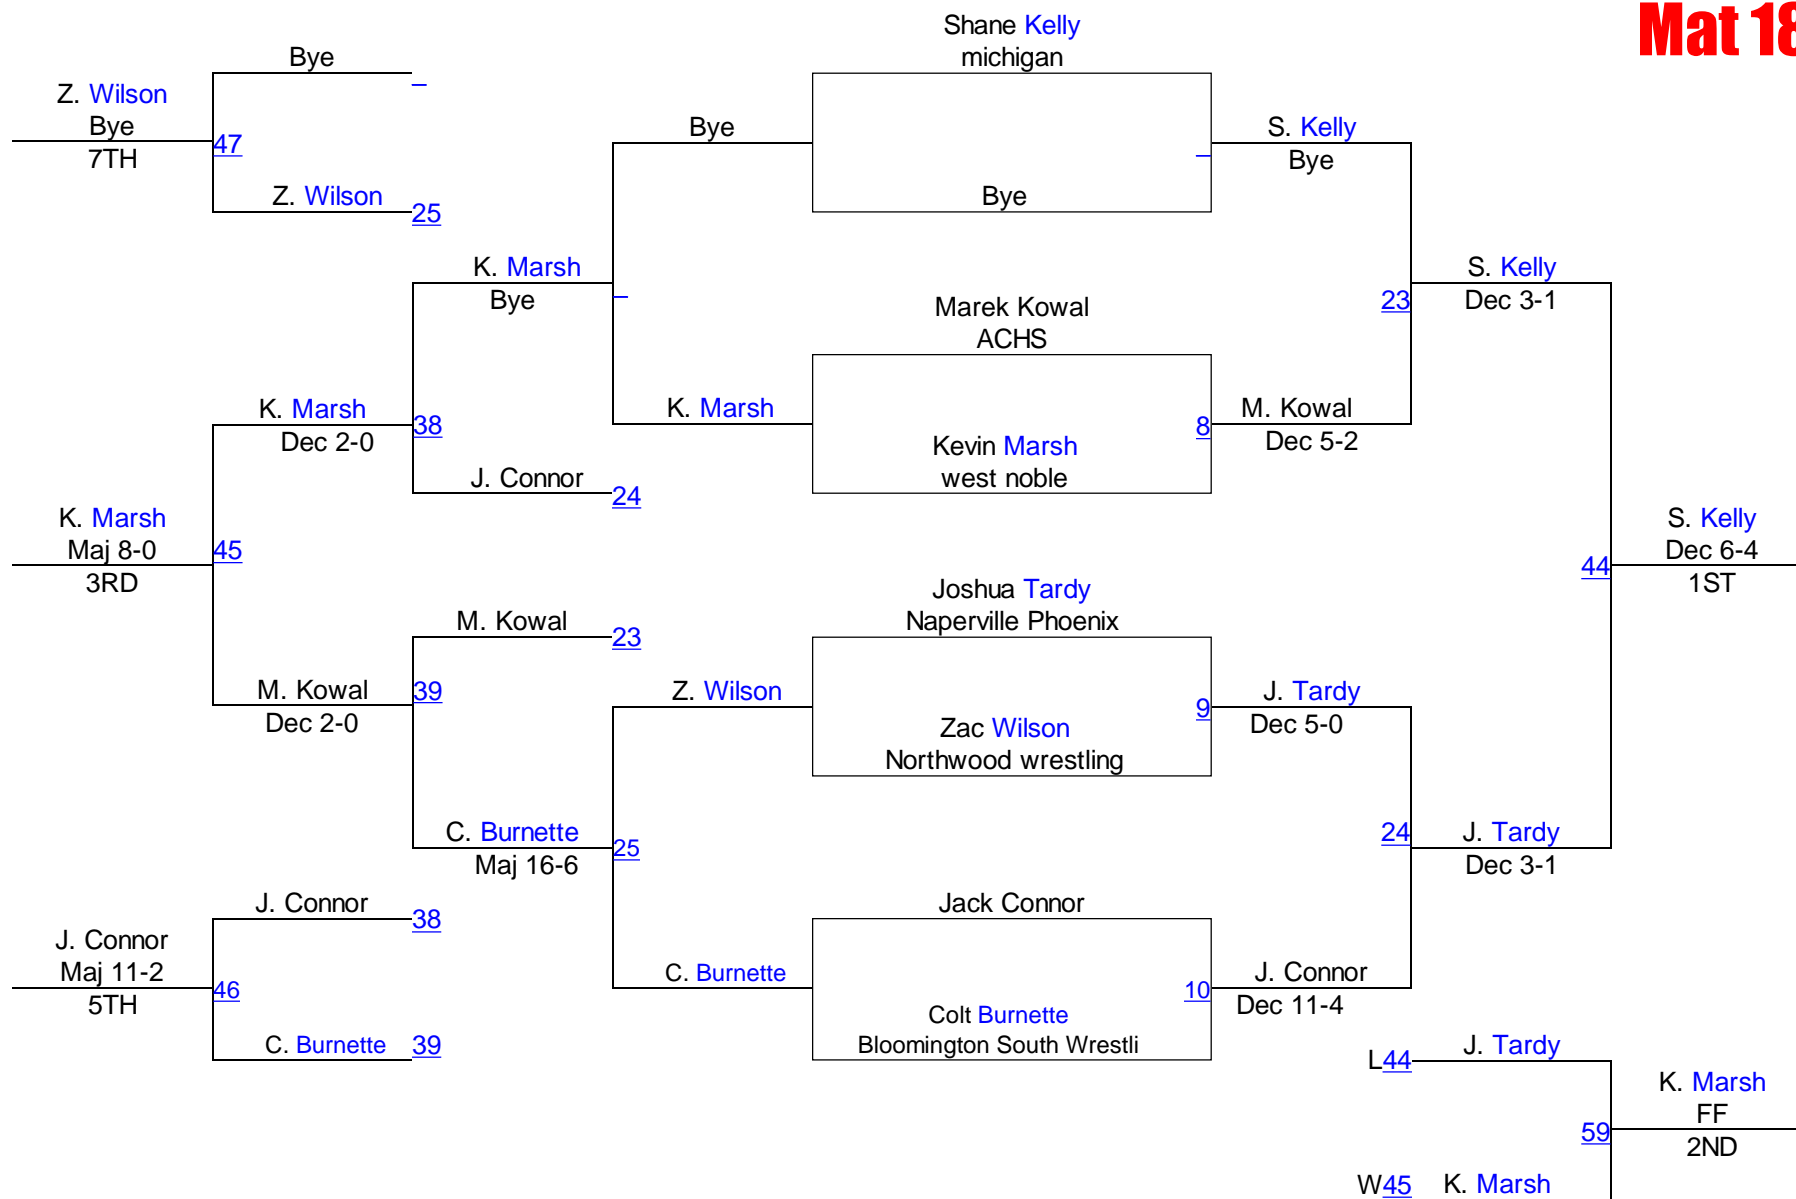 Mat 18
Shane Kelly
michigan
Bye
Z. Wilson
Bye
7TH
47
Z. Wilson
25
Bye
S. Kelly
Bye
Bye
K. Marsh
Bye
S. Kelly
Dec 3-1
23
Marek Kowal
ACHS
K. Marsh
Dec 2-0
38
K. Marsh
8
M. Kowal
Dec 5-2
Kevin Marsh
west noble
J. Connor
24
K. Marsh
Maj 8-0
3RD
45
S. Kelly
Dec 6-4
1ST
44
Joshua Tardy
Naperville Phoenix
M. Kowal
23
M. Kowal
Dec 2-0
39
Z. Wilson
9
J. Tardy
Dec 5-0
Zac Wilson
Northwood wrestling
C. Burnette
Maj 16-6
25
24
J. Tardy
Dec 3-1
Jack Connor
J. Connor
38
J. Connor
Maj 11-2
5TH
46
C. Burnette
10
J. Connor
Dec 11-4
Colt Burnette
Bloomington South Wrestli
C. Burnette
39
L44
J. Tardy
K. Marsh
FF
2ND
59
W45
K. Marsh